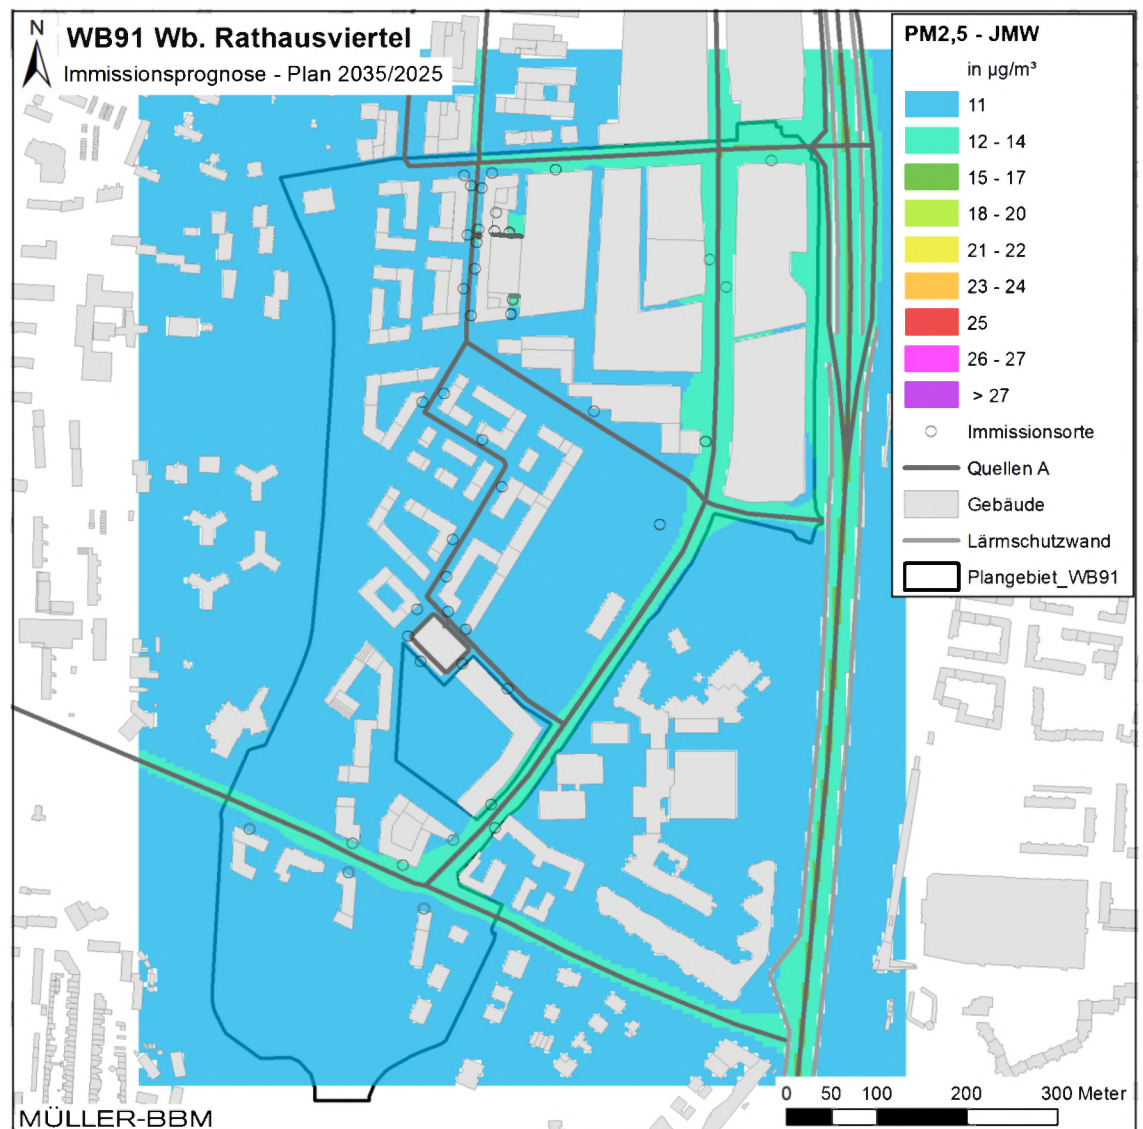 N
WB91 Wb. Rathausviertel
Immissionsprognose - Plan 2035/2025
PM2,5 - JMW
in µg/m³
11
12 - 14
15 - 17
18 - 20
21 - 22
23 - 24
25
26 - 27
> 27
Immissionsorte
Quellen A
Gebäude
Lärmschutzwand
Plangebiet_WB91
0 50 100 200 300 Meter
MÜLLER-BBM